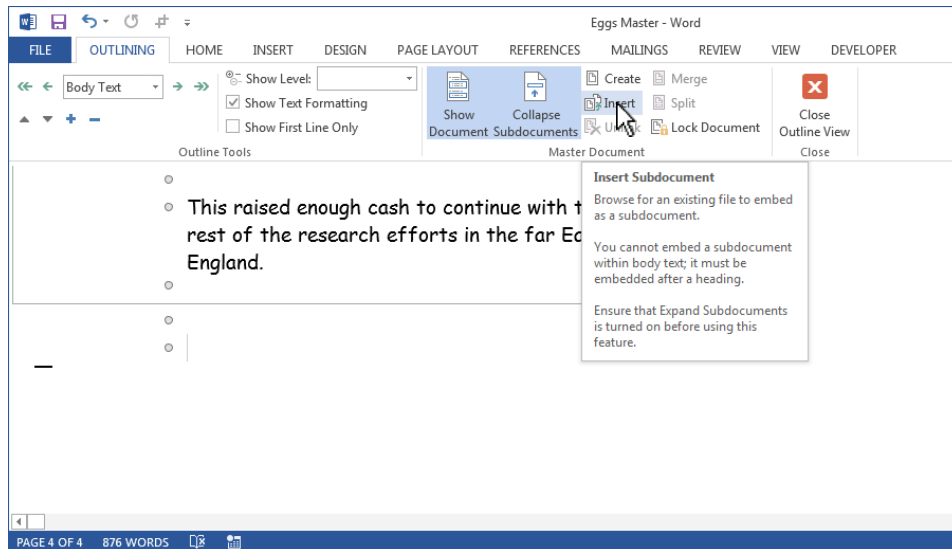 Eggs Master - Word
FILE OUTLINING HOME INSERT DESIGN PAGE LAYOUT REFERENCES MAILINGS REVIEW VIEW DEVELOPER
Body Text
Show Level:
Show Text Formatting
Show First Line Only
Outline Tools
Show Document
Collapse Subdocuments
Create
Insert
Merge
Split
Lock Document
Master Document
Close Outline View
Close
This raised enough cash to continue with
rest of the research efforts in the far
England.
Insert Subdocument
Browse for an existing file to embed
as a subdocument.
You cannot embed a subdocument
within body text; it must be
embedded after a heading.
Ensure that Expand Subdocuments
is turned on before using this
feature.
PAGE 4 OF 4 876 WORDS